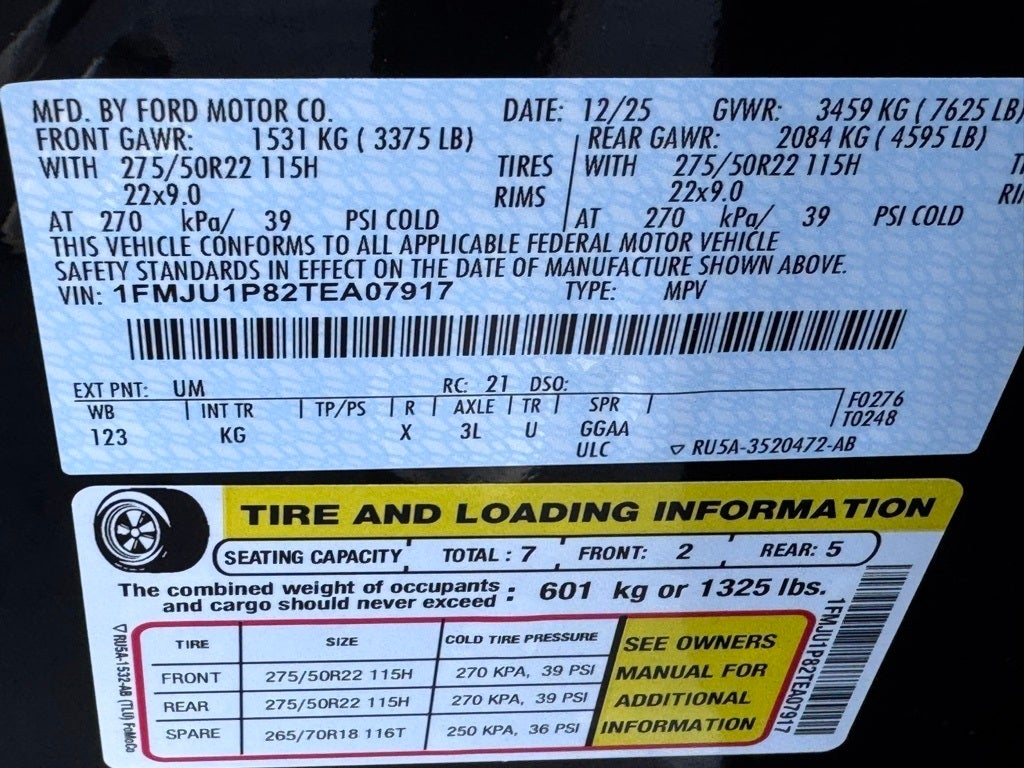 MFD. BY FORD MOTOR CO. DATE: 12/25 GVWR: 3459 KG ( 7625 LB)
FRONT GAWR: 1531 KG ( 3375 LB) REAR GAWR: 2084 KG ( 4595 LB)
WITH 275/50R22 115H TIRES WITH 275/50R22 115H
22x9.0 RIMS 22x9.0
AT 270 kPa/ 39 PSI COLD AT 270 kPa/ 39 PSI COLD
THIS VEHICLE CONFORMS TO ALL APPLICABLE FEDERAL MOTOR VEHICLE
SAFETY STANDARDS IN EFFECT ON THE DATE OF MANUFACTURE SHOWN ABOVE.
VIN: 1FMJU1P82TEA07917 TYPE: MPV
EXT PNT: UM RC: 21 DSO:
WB INT TR TP/PS R AXLE TR SPR F0276
T0248
123 KG X 3L U GGAA
ULC RU5A-3520472-AB
TIRE AND LOADING INFORMATION
SEATING CAPACITY TOTAL : 7 FRONT: 2 REAR: 5
The combined weight of occupants and cargo should never exceed : 601 kg or 1325 lbs.
TIRE SIZE COLD TIRE PRESSURE
FRONT 275/50R22 115H 270 KPA, 39 PSI
REAR 275/50R22 115H 270 KPA, 39 PSI
SPARE 265/70R18 116T 250 KPA, 36 PSI
SEE OWNERS
MANUAL FOR
ADDITIONAL
INFORMATION
RU5A-1532-AB (TLU) FoMoCo
1FMJU1P82TEA07917